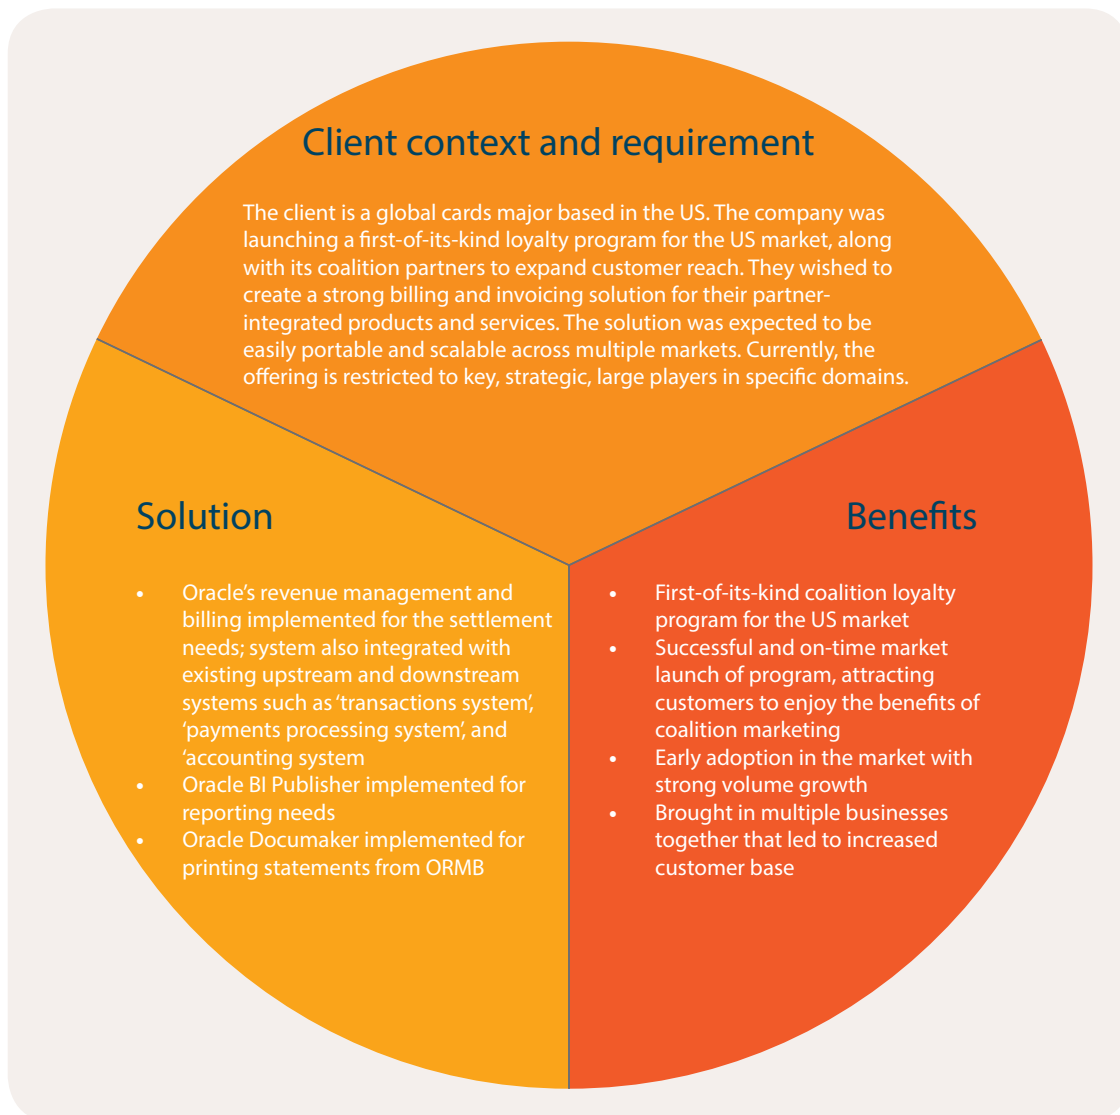 Client context and requirement
The client is a global cards major based in the US. The company was
launching a first-of-its-kind loyalty program for the US market, along
with its coalition partners to expand customer reach. They wished to
create a strong billing and invoicing solution for their partner-
integrated products and services. The solution was expected to be
easily portable and scalable across multiple markets. Currently, the
offering is restricted to key, strategic, large players in specific domains.
Solution
• Oracle’s revenue management and
billing implemented for the settlement
needs; system also integrated with
existing upstream and downstream
systems such as ‘transactions system’,
‘payments processing system’, and
‘accounting system
• Oracle BI Publisher implemented for
reporting needs
• Oracle Documaker implemented for
printing statements from ORMB
Benefits
• First-of-its-kind coalition loyalty
program for the US market
• Successful and on-time market
launch of program, attracting
customers to enjoy the benefits of
coalition marketing
• Early adoption in the market with
strong volume growth
• Brought in multiple businesses
together that led to increased
customer base